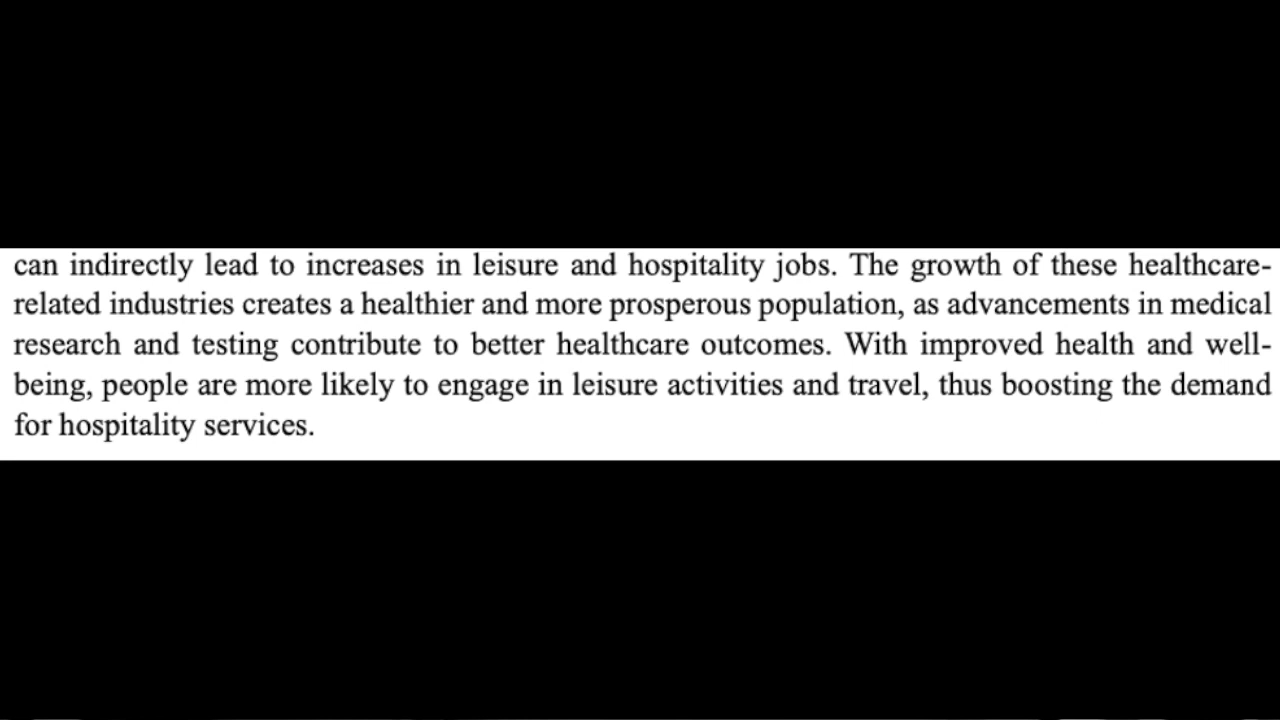 can indirectly lead to increases in leisure and hospitality jobs. The growth of these healthcare-
related industries creates a healthier and more prosperous population, as advancements in medical
research and testing contribute to better healthcare outcomes. With improved health and well-
being, people are more likely to engage in leisure activities and travel, thus boosting the demand
for hospitality services.